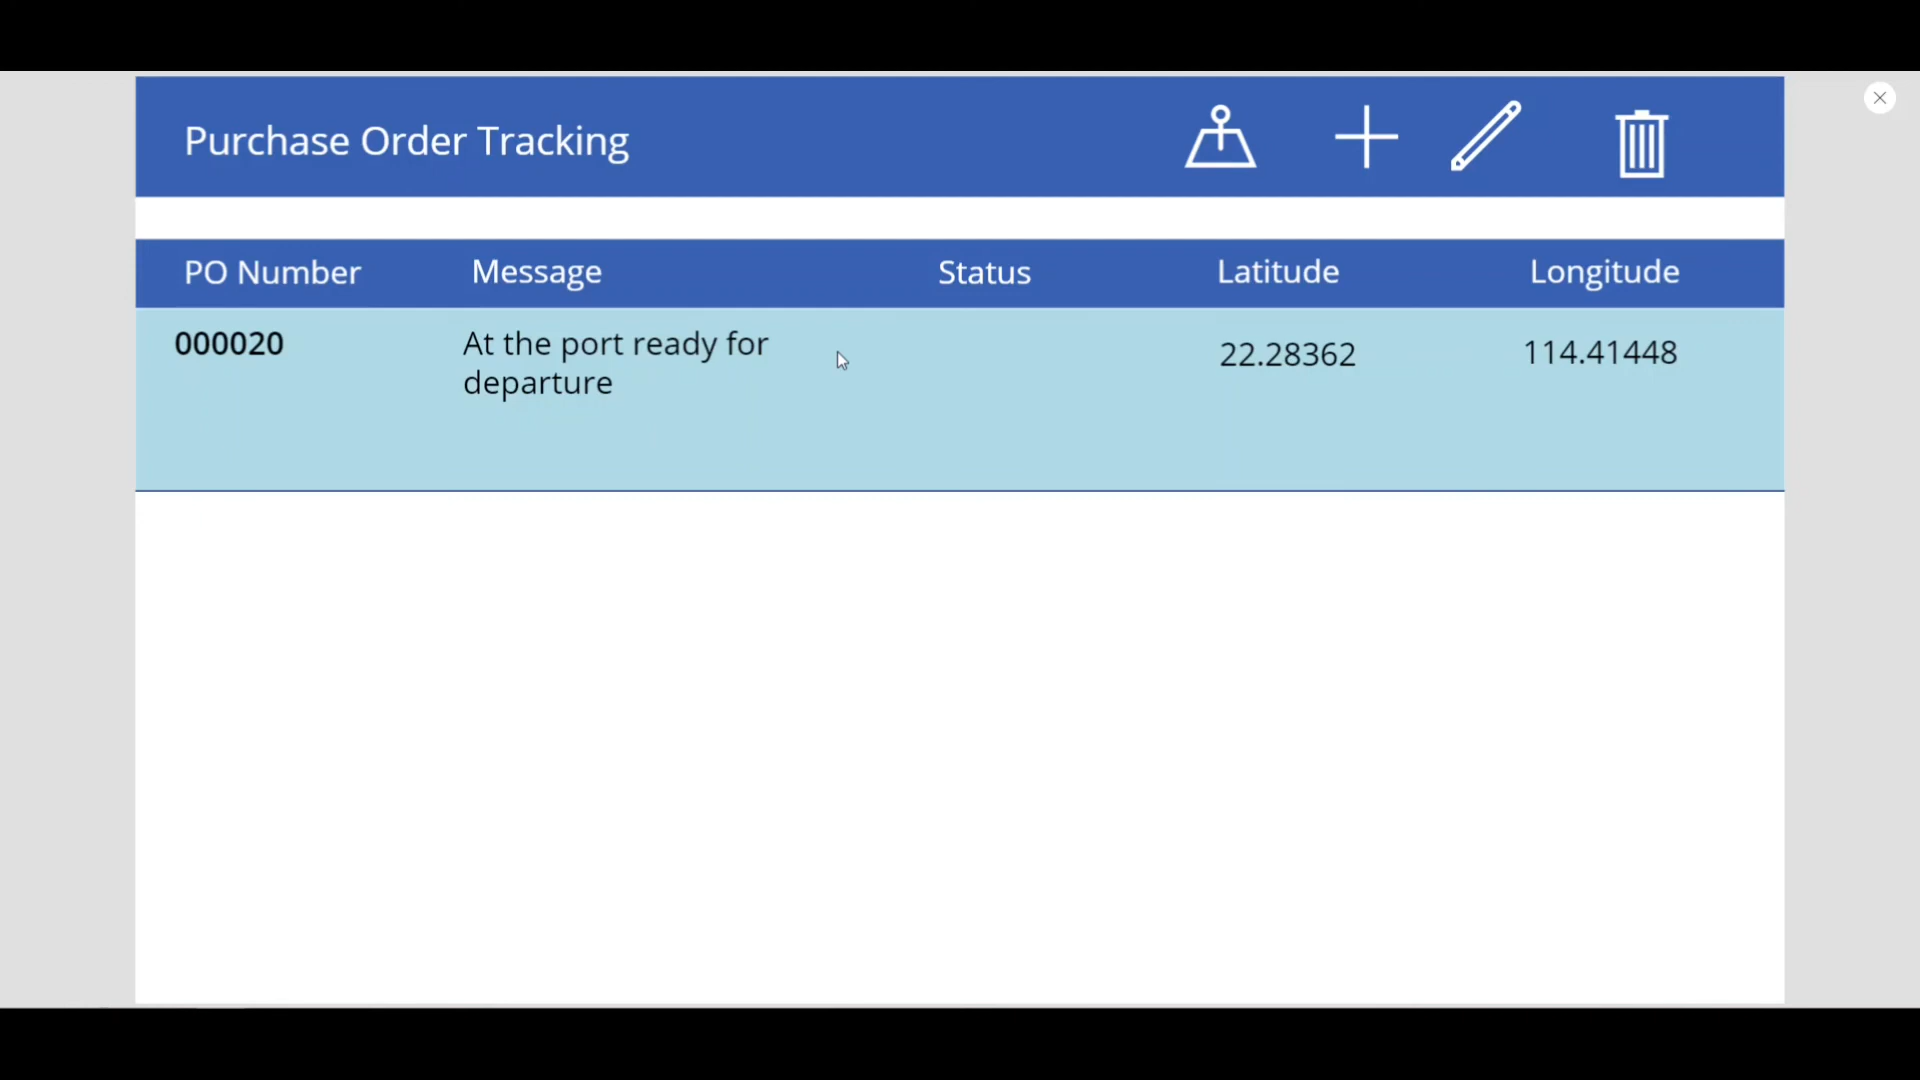 Purchase Order Tracking
PO Number Message Status Latitude Longitude
000020 At the port ready for 22.28362 114.41448
departure